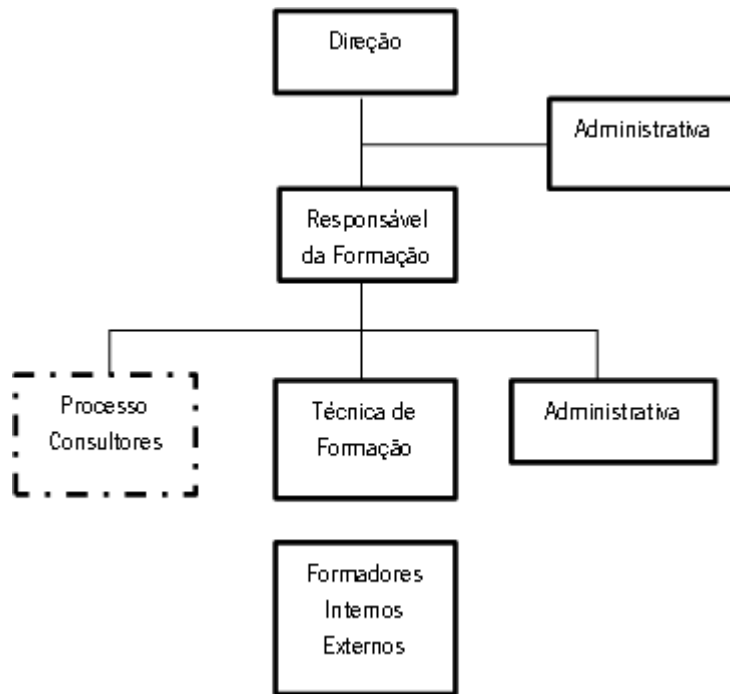 Direção
Administrativa
Responsável
da Formação
Processo
Consultores
Técnica de
Formação
Administrativa
Formadores
Internos
Externos